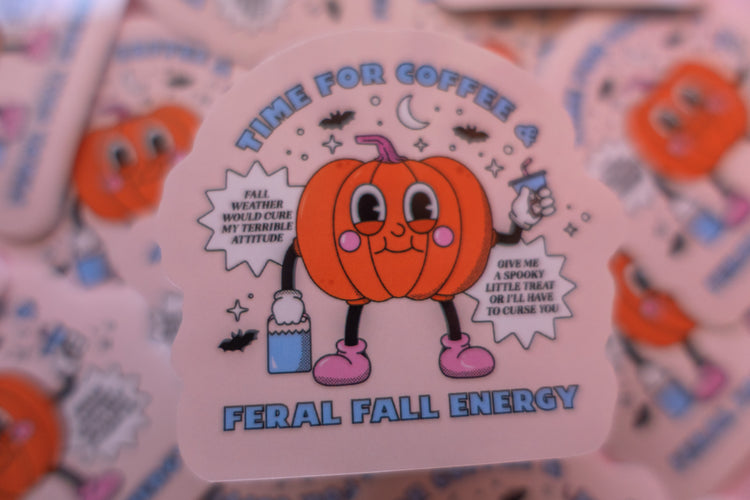 TIME FOR COFFEE &
FALL
WEATHER
WOULD CURE
MY TERRIBLE
ATTITUDE
GIVE ME
A SPOOKY
LITTLE TREAT
OR I'LL HAVE
TO CURSE YOU
FERAL FALL ENERGY